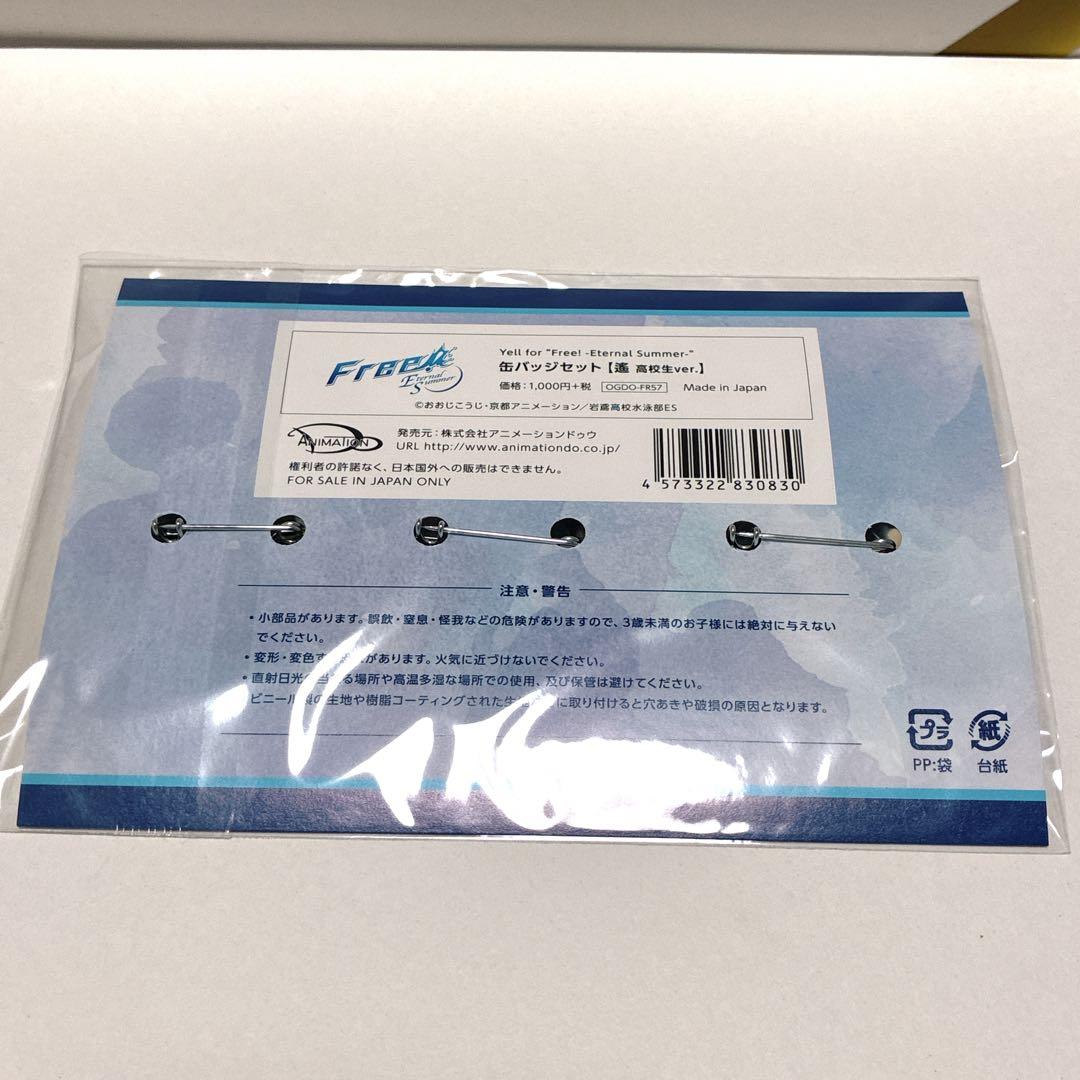 Free!
Eternal
Summer
Yell for "Free! -Eternal Summer-"
缶バッジセット【遙 高校生ver.】
価格：1,000円+税 OGDO-FR57 Made in Japan
©おおじこうじ・京都アニメーション／岩鳶高校水泳部ES
ANIMATION
発売元：株式会社アニメーションドゥウ
URL http://www.animationdo.co.jp/
権利者の許諾なく、日本国外への販売はできません。
FOR SALE IN JAPAN ONLY
4 573322 830830
注意・警告
・小部品があります。誤飲・窒息・怪我などの危険がありますので、3歳未満のお子様には絶対に与えない
でください。
・変形・変色す があります。火気に近づけないでください。
・直射日光 る場所や高温多湿な場所での使用、及び保管は避けてください。
ビニール製の生地や樹脂コーティングされた生 に取り付けると穴あきや破損の原因となります。
プラ 紙
PP:袋 台紙